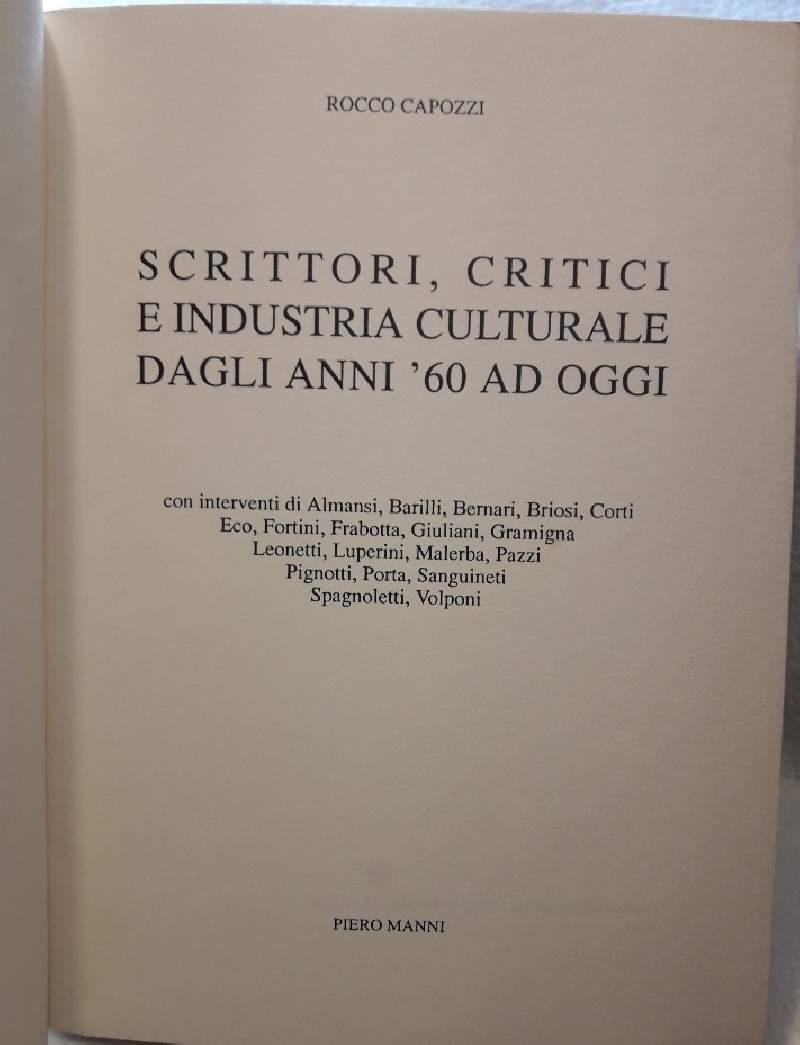 ROCCO CAPOZZI
SCRITTORI, CRITICI
E INDUSTRIA CULTURALE
DAGLI ANNI ’60 AD OGGI
con interventi di Almansi, Barilli, Bernari, Briosi, Corti
Eco, Fortini, Frabotta, Giuliani, Gramigna
Leonetti, Luperini, Malerba, Pazzi
Pignotti, Porta, Sanguineti
Spagnoletti, Volponi
PIERO MANNI